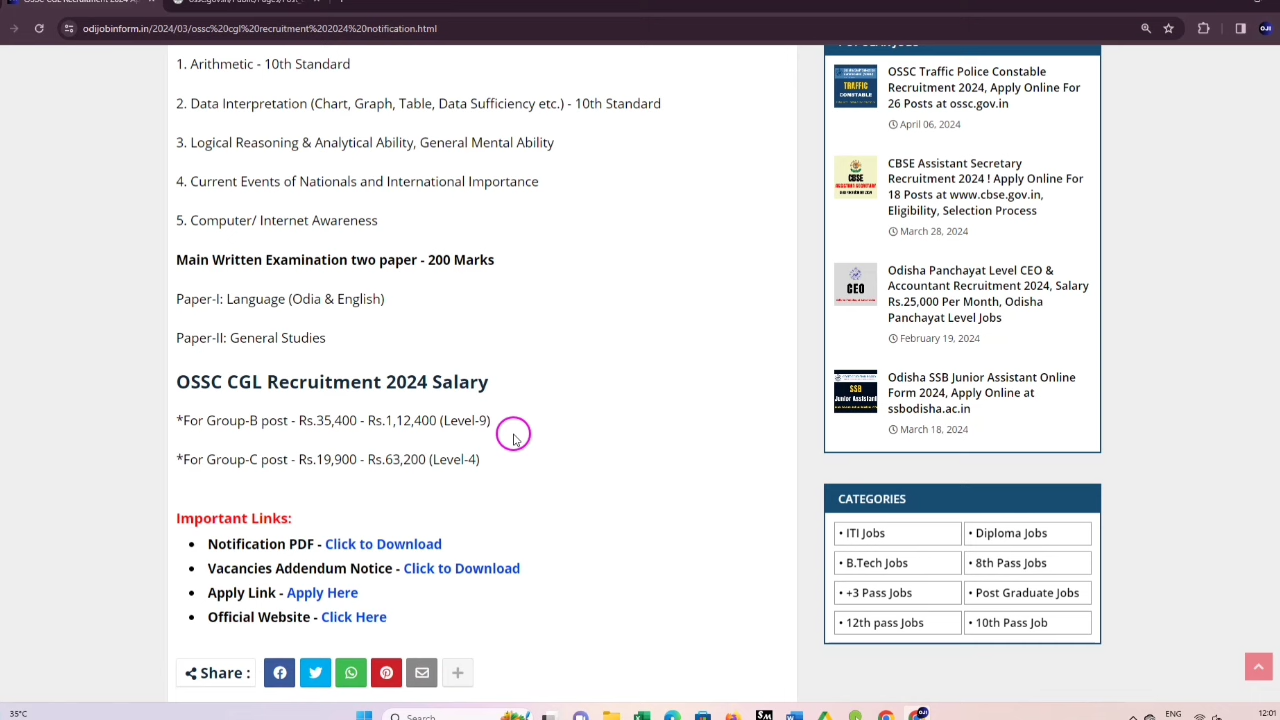 odijobinform.in/2024/03/ossc%20cgl%20recruitment%202024%20notification.html
1. Arithmetic - 10th Standard
2. Data Interpretation (Chart, Graph, Table, Data Sufficiency etc.) - 10th Standard
3. Logical Reasoning & Analytical Ability, General Mental Ability
4. Current Events of Nationals and International Importance
5. Computer/ Internet Awareness
Main Written Examination two paper - 200 Marks
Paper-I: Language (Odia & English)
Paper-II: General Studies
OSSC CGL Recruitment 2024 Salary
*For Group-B post - Rs.35,400 - Rs.1,12,400 (Level-9)
*For Group-C post - Rs.19,900 - Rs.63,200 (Level-4)
Important Links:
• Notification PDF - Click to Download
• Vacancies Addendum Notice - Click to Download
• Apply Link - Apply Here
• Official Website - Click Here
Share :
OSSC Traffic Police Constable
Recruitment 2024, Apply Online For
26 Posts at ossc.gov.in
April 06, 2024
TRAFFIC
CONSTABLE
CBSE Assistant Secretary
Recruitment 2024 ! Apply Online For
18 Posts at www.cbse.gov.in,
Eligibility, Selection Process
March 28, 2024
CBSE
Odisha Panchayat Level CEO &
Accountant Recruitment 2024, Salary
Rs.25,000 Per Month, Odisha
Panchayat Level Jobs
February 19, 2024
CEO
Odisha SSB Junior Assistant Online
Form 2024, Apply Online at
ssbodisha.ac.in
March 18, 2024
SSB
Junior Assistant
CATEGORIES
• ITI Jobs
• Diploma Jobs
• B.Tech Jobs
• 8th Pass Jobs
• +3 Pass Jobs
• Post Graduate Jobs
• 12th pass Jobs
• 10th Pass Job
35°C
Search
ENG
12:01